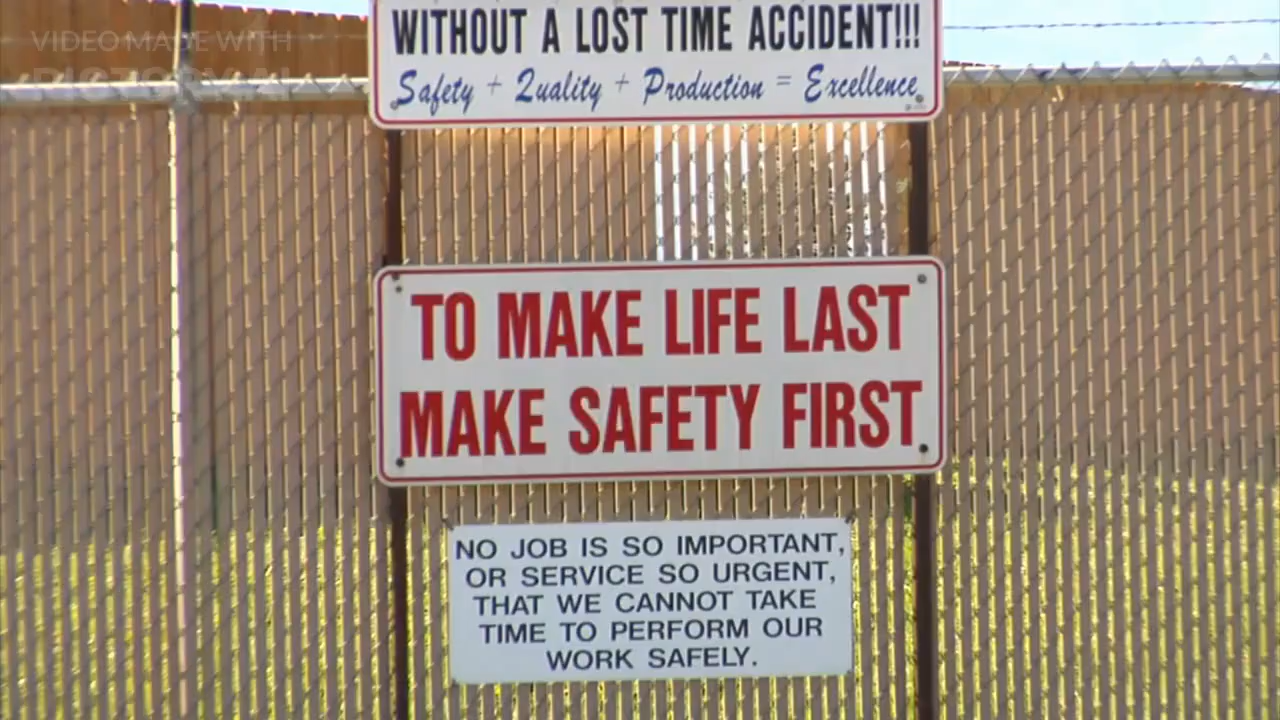 VIDEO MADE WITH
WITHOUT A LOST TIME ACCIDENT!!!
Safety + Quality + Production = Excellence
TO MAKE LIFE LAST
MAKE SAFETY FIRST
NO JOB IS SO IMPORTANT,
OR SERVICE SO URGENT,
THAT WE CANNOT TAKE
TIME TO PERFORM OUR
WORK SAFELY.